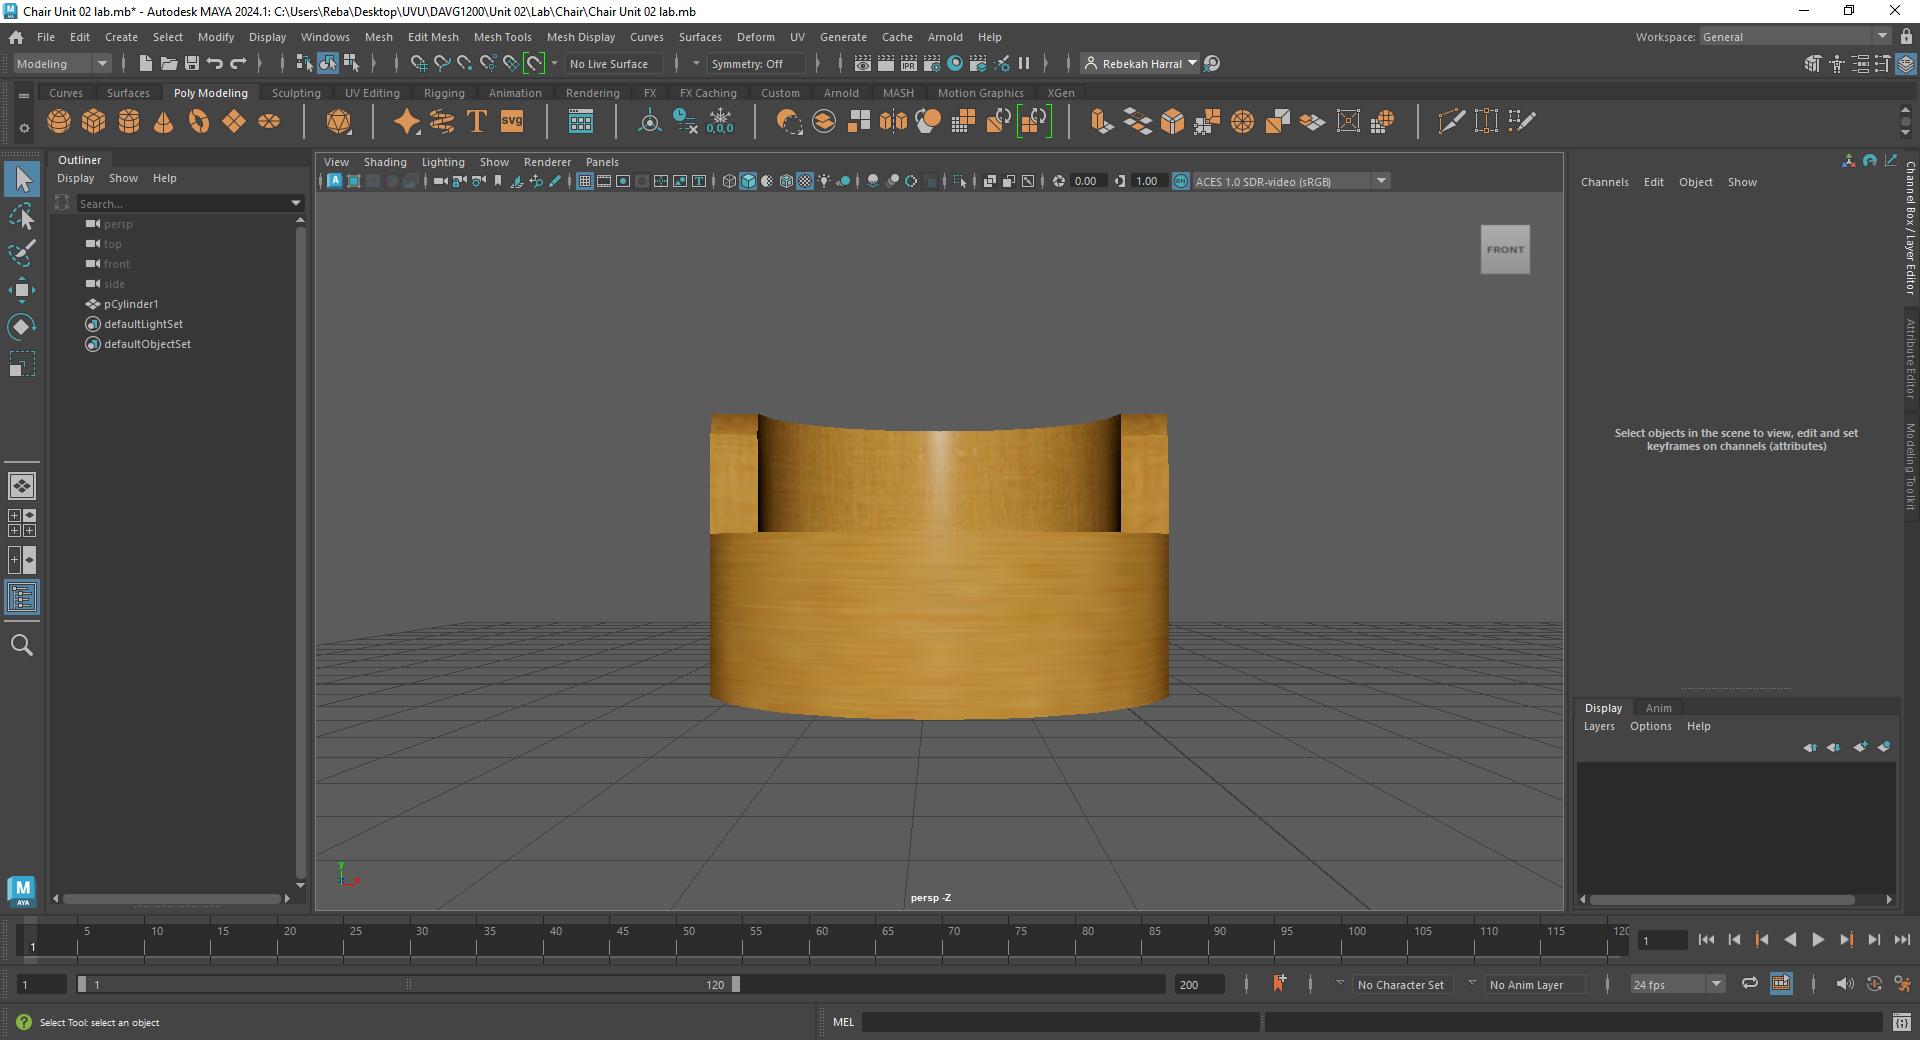 Chair Unit 02 lab.mb* - Autodesk MAYA 2024.1: C:\Users\Reba\Desktop\UVU\DAVG1200\Unit 02\Lab\Chair\Chair Unit 02 lab.mb
File Edit Create Select Modify Display Windows Mesh Edit Mesh Mesh Tools Mesh Display Curves Surfaces Deform UV Generate Cache Arnold Help Workspace: General
Modeling No Live Surface Symmetry: Off IPR Rebekah Harral
Curves Surfaces Poly Modeling Sculpting UV Editing Rigging Animation Rendering FX FX Caching Custom Arnold MASH Motion Graphics XGen
T SVG 0,0,0
Outliner
Display Show Help
Search...
persp
top
front
side
pCylinder1
defaultLightSet
defaultObjectSet
View Shading Lighting Show Renderer Panels
0.00 1.00 ON ACES 1.0 SDR-video (sRGB)
FRONT
y
persp -Z
Channels Edit Object Show
Channel Box / Layer Editor
Attribute Editor
Modeling Toolkit
Select objects in the scene to view, edit and set
keyframes on channels (attributes)
Display Anim
Layers Options Help
M
AYA
5 10 15 20 25 30 35 40 45 50 55 60 65 70 75 80 85 90 95 100 105 110 115 120
1 1
1 1 120 200 No Character Set No Anim Layer 24 fps
Select Tool: select an object MEL